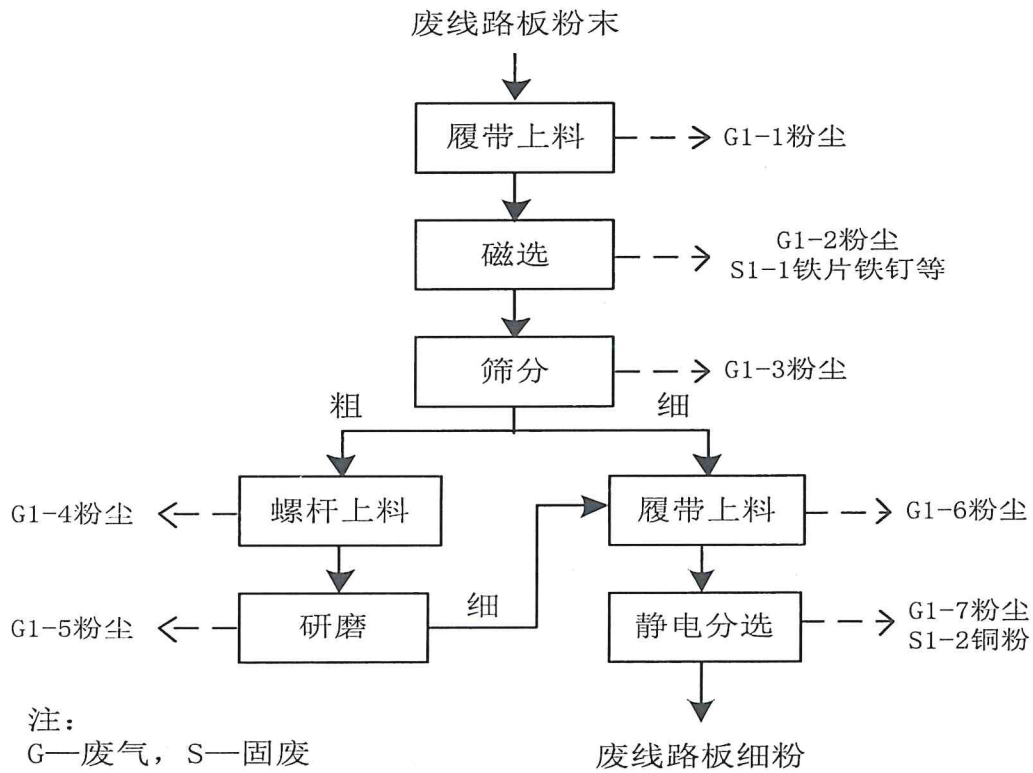 废线路板粉末
履带上料
G1-1粉尘
磁选
G1-2粉尘
S1-1铁片铁钉等
筛分
G1-3粉尘
粗
细
G1-4粉尘
螺杆上料
履带上料
G1-6粉尘
G1-5粉尘
研磨
细
静电分选
G1-7粉尘
S1-2铜粉
注：
G—废气，S—固废
废线路板细粉